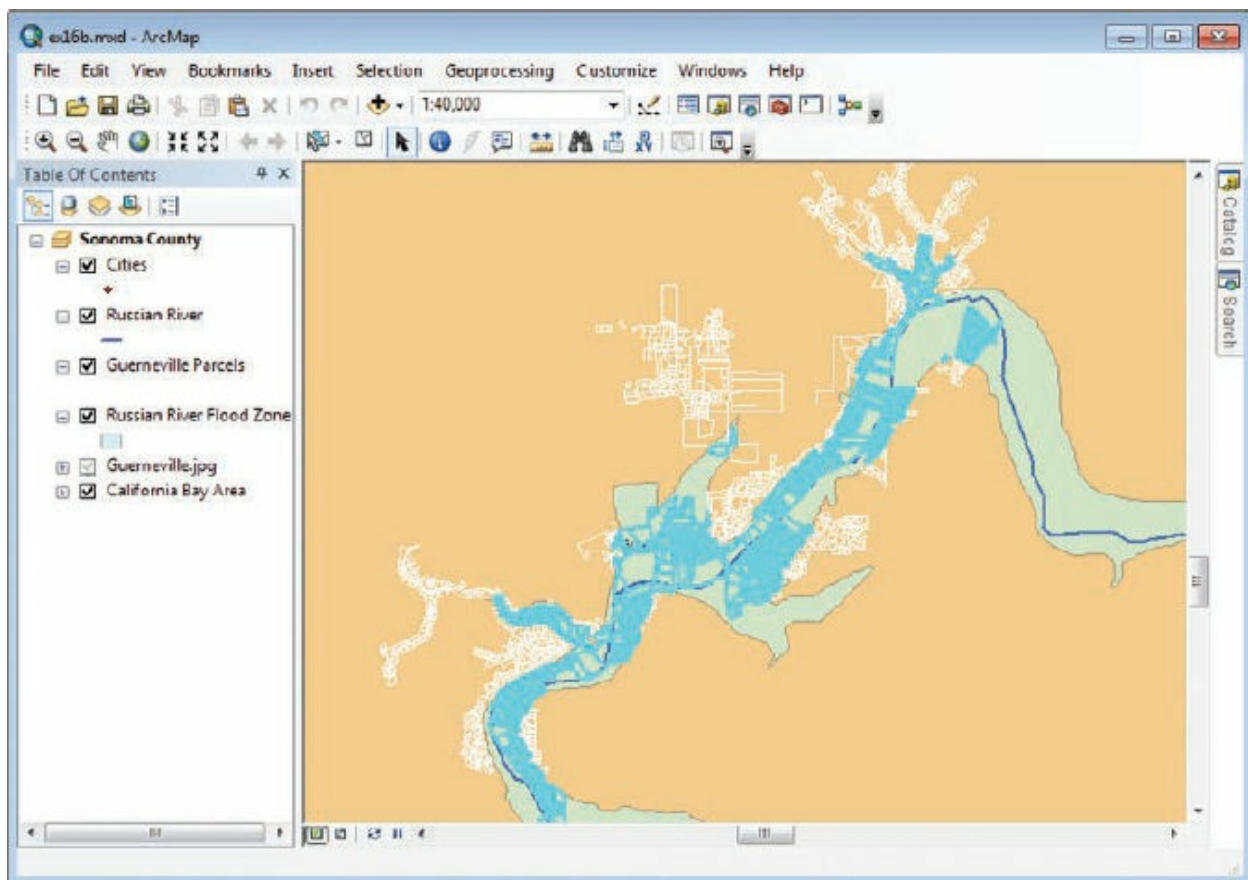 ex16b.mxd - ArcMap
File Edit View Bookmarks Insert Selection Geoprocessing Customize Windows Help
1:40,000
Table Of Contents
Sonoma County
Cities
Russian River
Guerneville Parcels
Russian River Flood Zone
Guerneville.jpg
California Bay Area
Catalog
Search